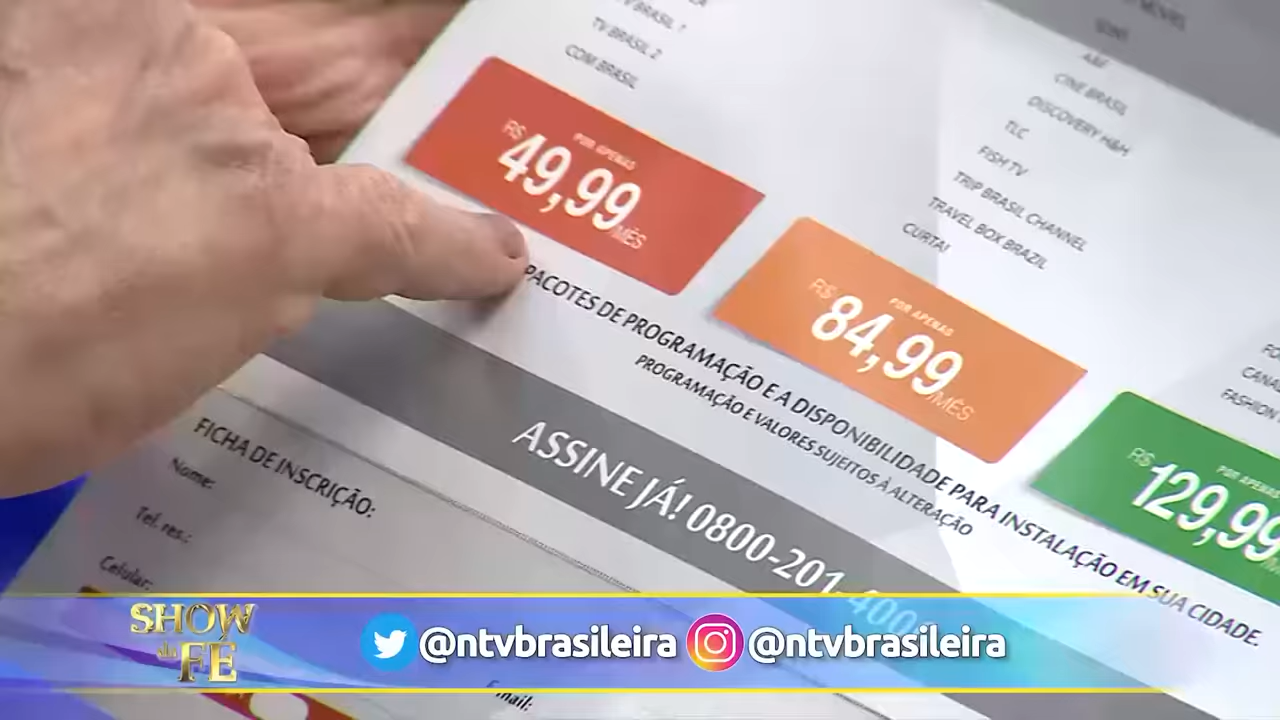 TV BRASIL 1
TV BRASIL 2
COM BRASIL
A&E
CINE BRASIL
DISCOVERY H&H
TLC
FISH TV
TRIP BRASIL CHANNEL
TRAVEL BOX BRAZIL
CURTA!
POR APENAS
R$ 49,99 /MÊS
POR APENAS
R$ 84,99 /MÊS
POR APENAS
R$ 129,99
FASHION
PACOTES DE PROGRAMAÇÃO E A DISPONIBILIDADE PARA INSTALAÇÃO EM SUA CIDADE.
PROGRAMAÇÃO E VALORES SUJEITOS À ALTERAÇÃO
ASSINE JÁ! 0800-201-400
FICHA DE INSCRIÇÃO:
Nome:
Tel. res.:
Celular:
E-mail:
SHOW
da FÉ
@ntvbrasileira @ntvbrasileira